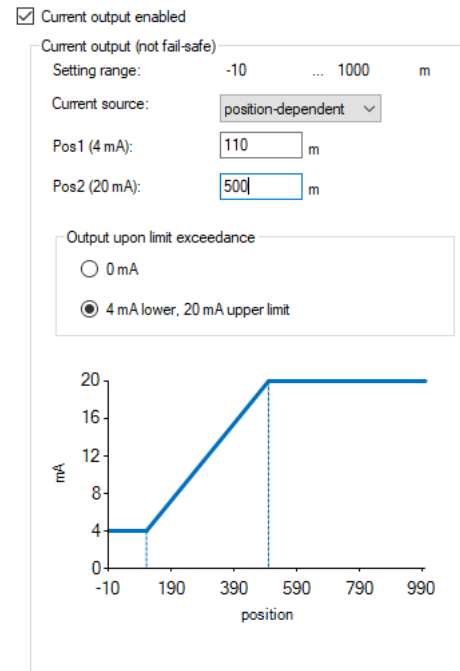 Current output enabled
Current output (not fail-safe)
Setting range: -10 ... 1000 m
Current source: position-dependent
Pos1 (4 mA): 110 m
Pos2 (20 mA): 500 m
Output upon limit exceedance
0 mA
4 mA lower, 20 mA upper limit
20
16
12
mA
8
4
0
-10 190 390 590 790 990
position